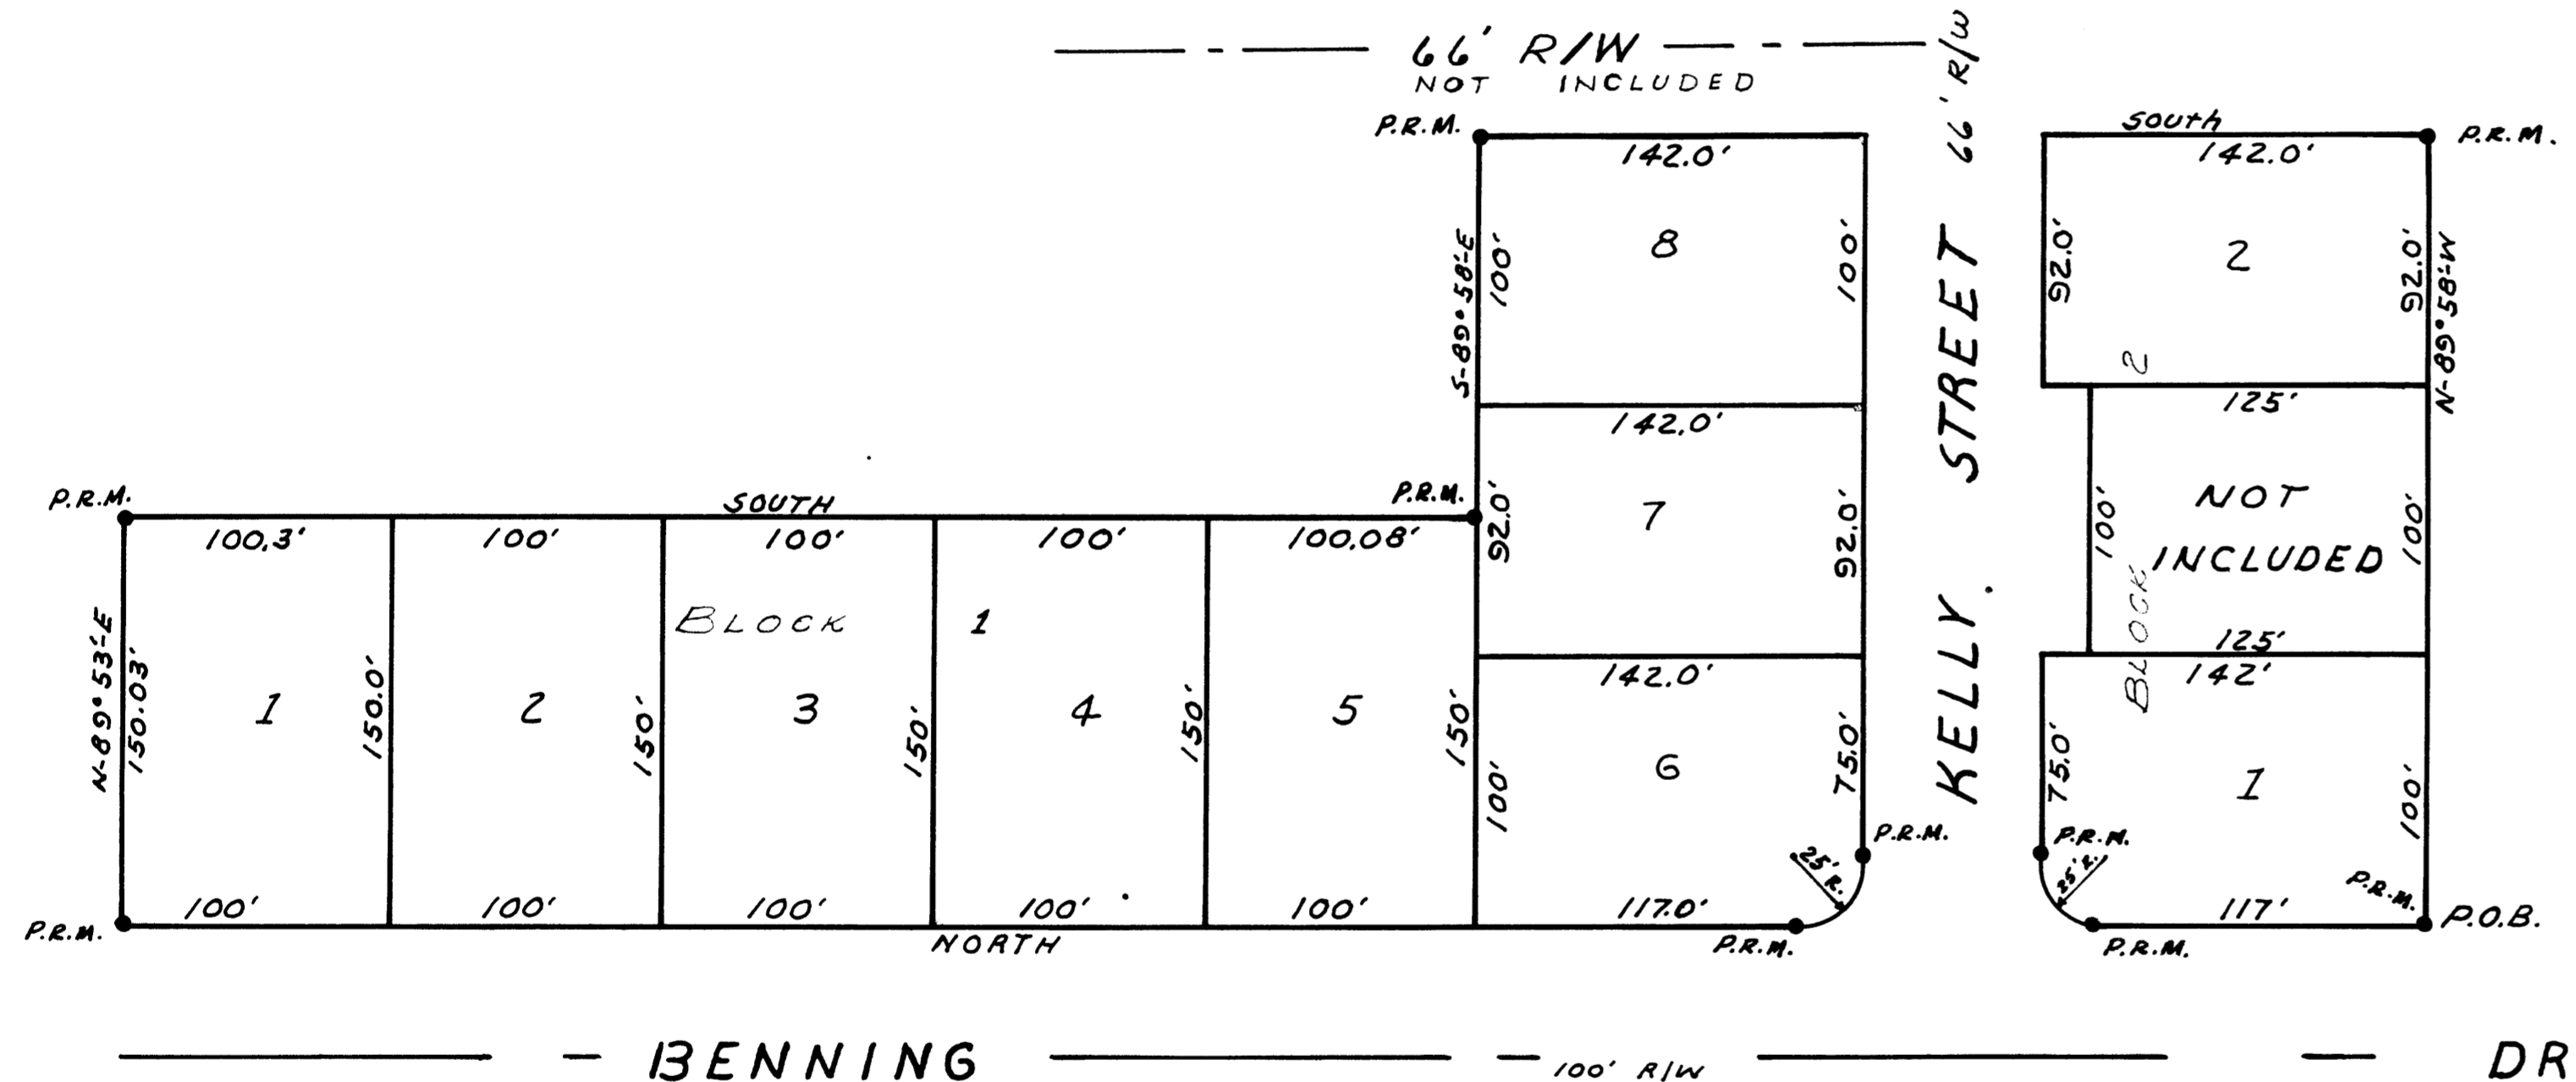 66' R/W
NOT INCLUDED
66' R/W
P.R.M.
142.0'
8
S-89°58'-E
100'
100'
142.0'
92.0'
7
92.0'
142.0'
100'
6
75.0'
25' R.
P.R.M.
117.0'
P.R.M.
KELLY STREET
South
142.0'
P.R.M.
92.0'
2
92.0'
N-89°58'-W
BLOCK 2
125'
100'
NOT
INCLUDED
100'
125'
142'
75.0'
1
100'
P.R.M.
25' R.
P.R.M.
117'
P.O.B.
P.R.M.
P.R.M.
SOUTH
P.R.M.
100.3'
100'
100'
100'
100.08'
BLOCK 1
N-89°53'-E
150.03'
1
150.0'
2
150'
3
150'
4
150'
5
150'
100'
100'
100'
100'
100'
P.R.M.
NORTH
BENNING
100' R/W
DR